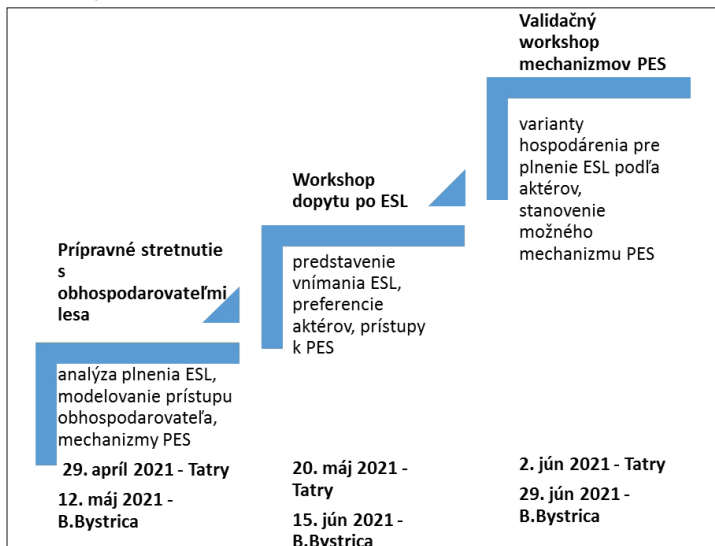 Prípravné stretnutie
s
obhospodarovateľmi
lesa
analýza plnenia ESL,
modelovanie prístupu
obhospodarovateľa,
mechanizmy PES
29. apríl 2021 - Tatry
12. máj 2021 -
B.Bystrica
Workshop
dopytu po ESL
predstavenie
vnímania ESL,
preferencie
aktérov, prístupy
k PES
20. máj 2021 -
Tatry
15. jún 2021 -
B.Bystrica
Validačný
workshop
mechanizmov PES
varianty
hospodárenia pre
plnenie ESL podľa
aktérov,
stanovenie
možného
mechanizmu PES
2. jún 2021 - Tatry
29. jún 2021 -
B.Bystrica